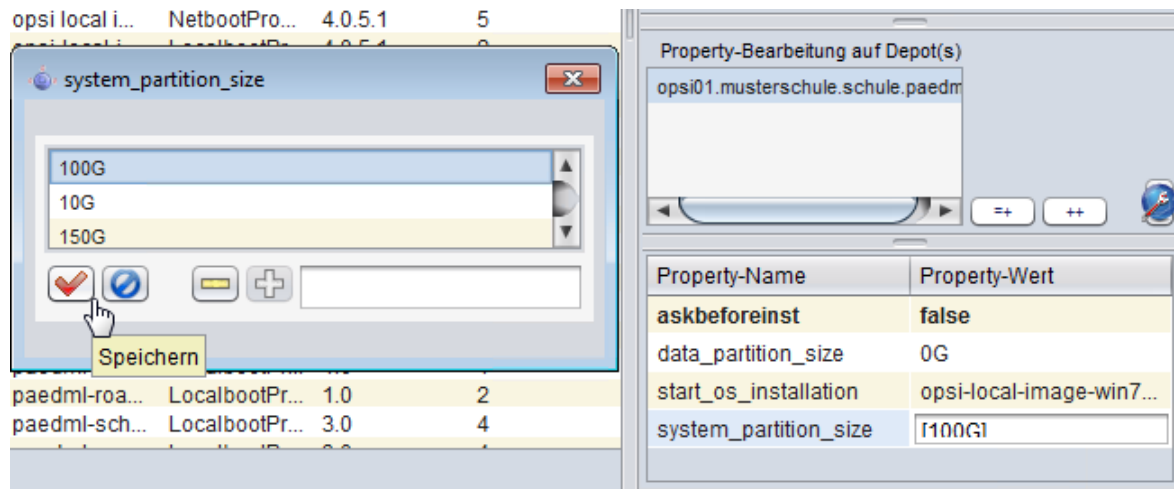 opsi local i... NetbootPro... 4.0.5.1 5
system_partition_size
100G
10G
150G
Speichern
paedml-roa... LocalbootPr... 1.0 2
paedml-sch... LocalbootPr... 3.0 4
Property-Bearbeitung auf Depot(s)
opsi01.musterschule.schule.paedm
=+ ++
Property-Name Property-Wert
askbeforeinst false
data_partition_size 0G
start_os_installation opsi-local-image-win7...
system_partition_size [100G]